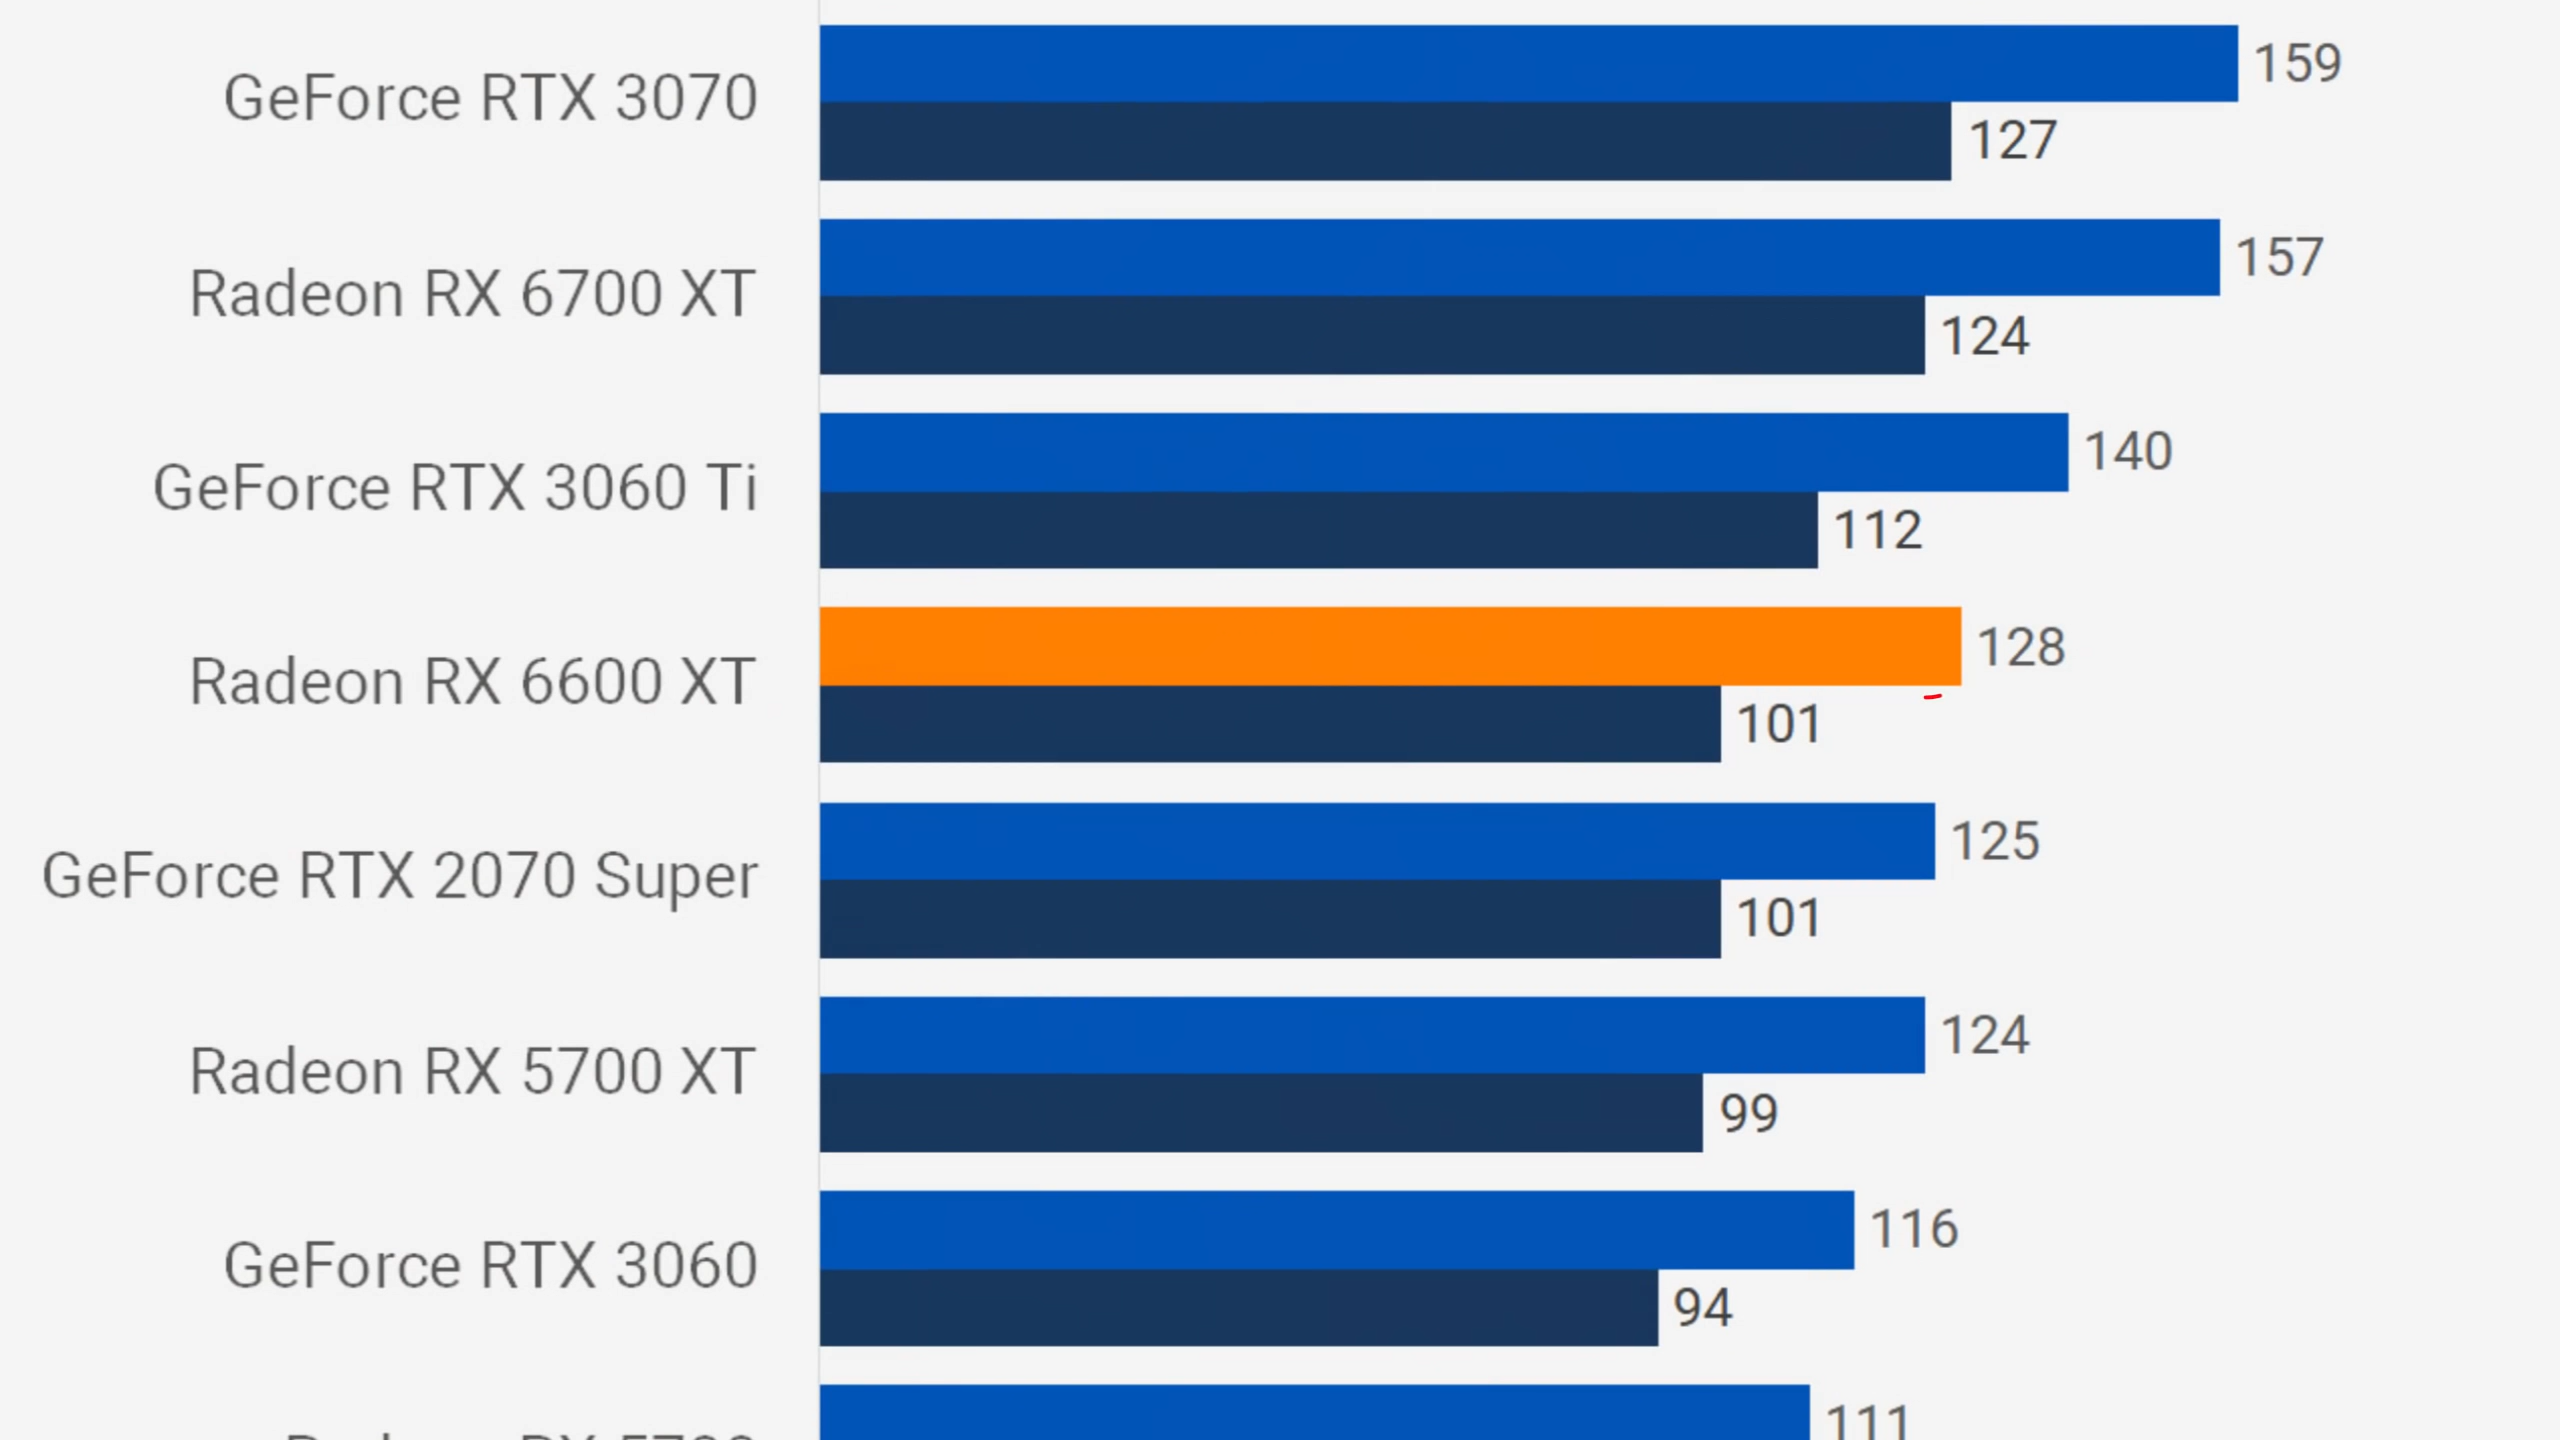 GeForce RTX 3070
159
127
Radeon RX 6700 XT
157
124
GeForce RTX 3060 Ti
140
112
Radeon RX 6600 XT
128
101
GeForce RTX 2070 Super
125
101
Radeon RX 5700 XT
124
99
GeForce RTX 3060
116
94
111